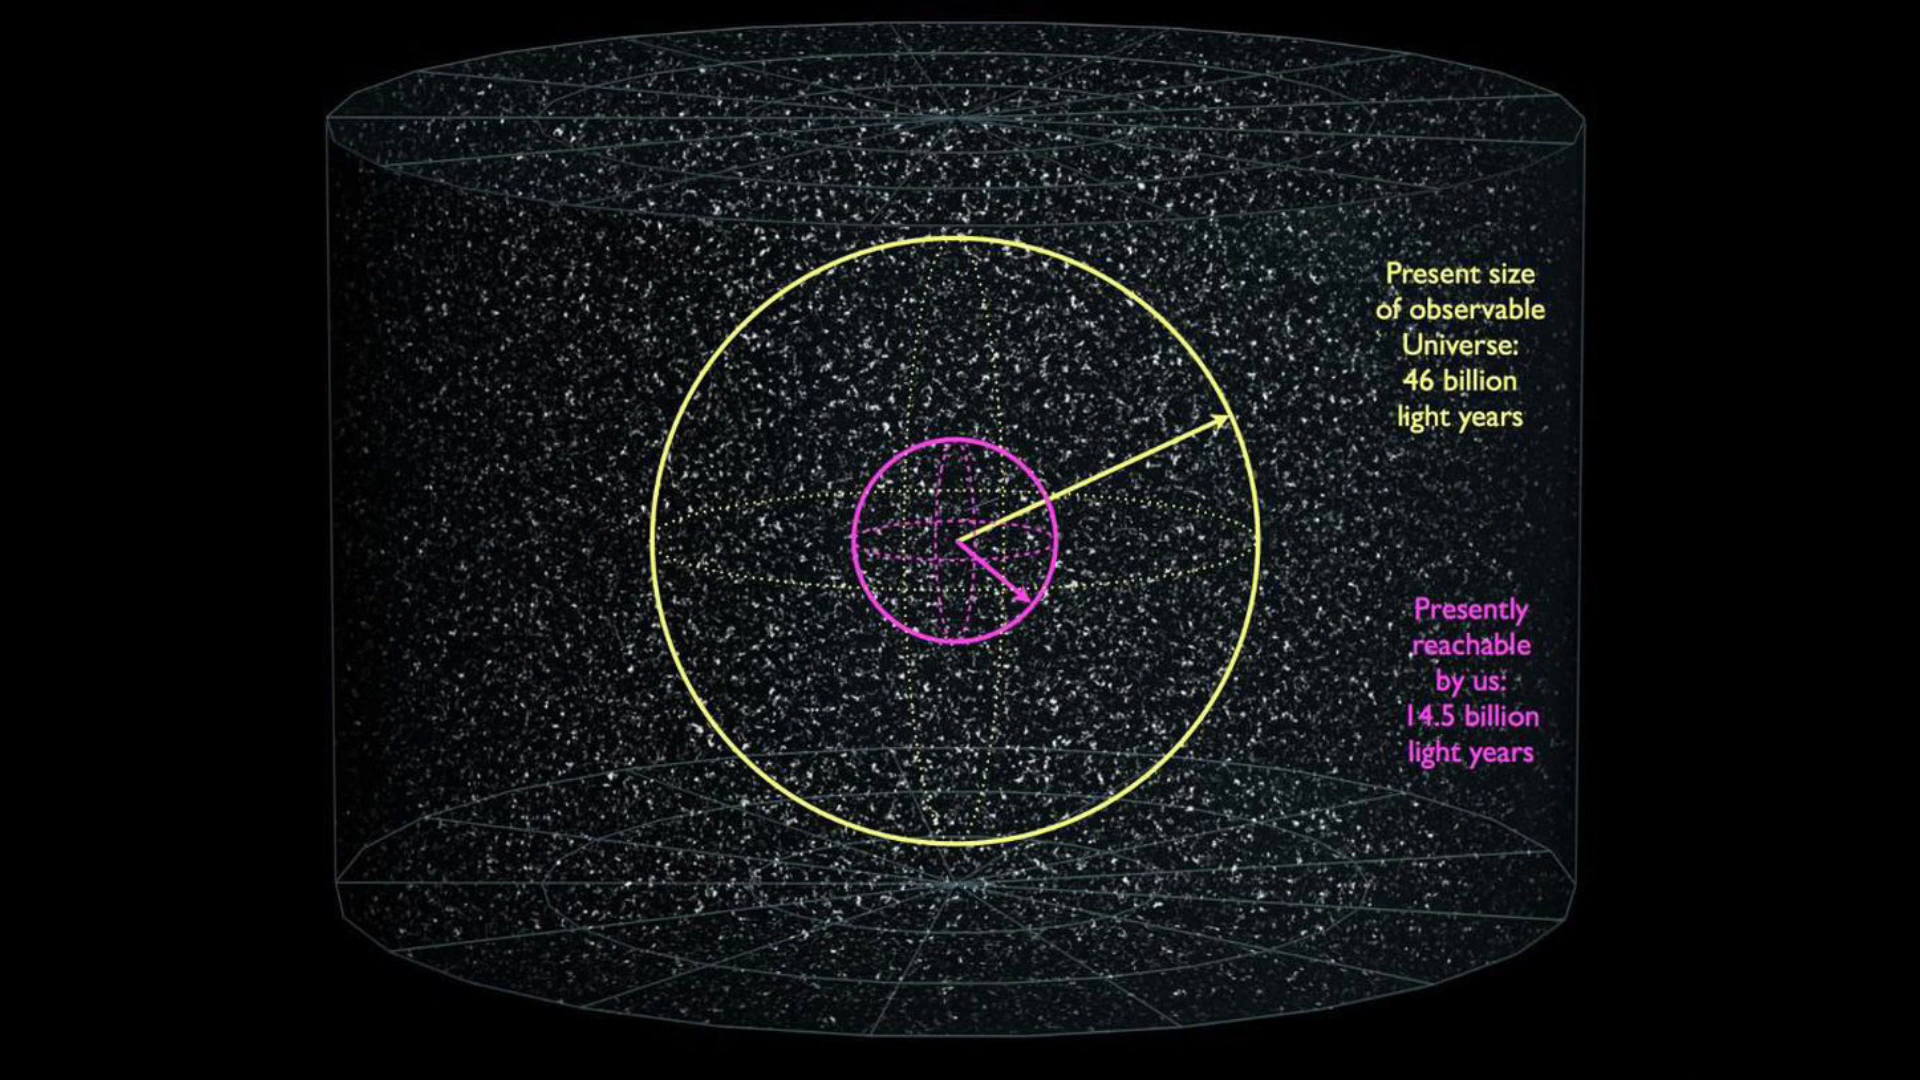 Present size
of observable
Universe:
46 billion
light years
Presently
reachable
by us:
14.5 billion
light years